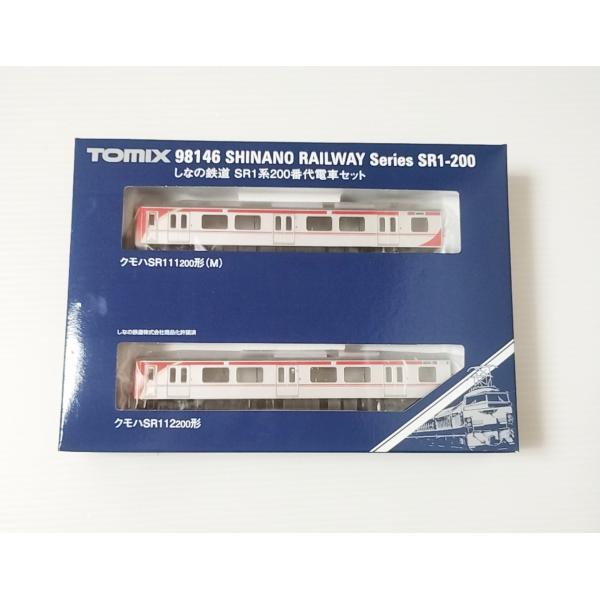 TOMIX 98146 SHINANO RAILWAY Series SR1-200
しなの鉄道 SR1系200番代電車セット
クモハSR111200形(M)
しなの鉄道株式会社商品化許諾済
クモハSR112200形